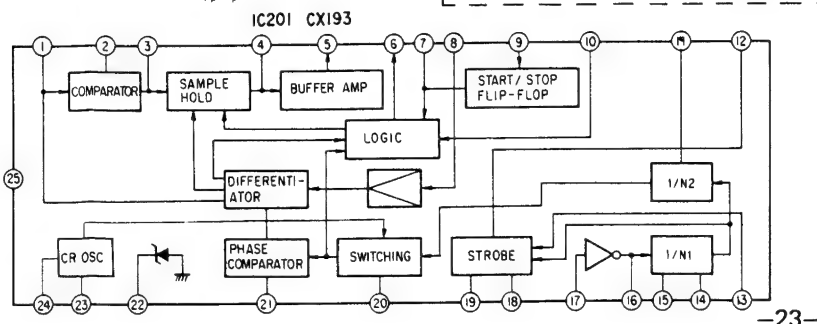 IC201 CX193
1 2 3 4 5 6 7 8 9 10 11 12
COMPARATOR
SAMPLE
HOLD
BUFFER AMP
START/STOP
FLIP-FLOP
LOGIC
25
DIFFERENTI-
ATOR
1/N2
CR OSC
PHASE
COMPARATOR
SWITCHING
STROBE
1/N1
24 23 22 21 20 19 18 17 16 15 14 13
-23-